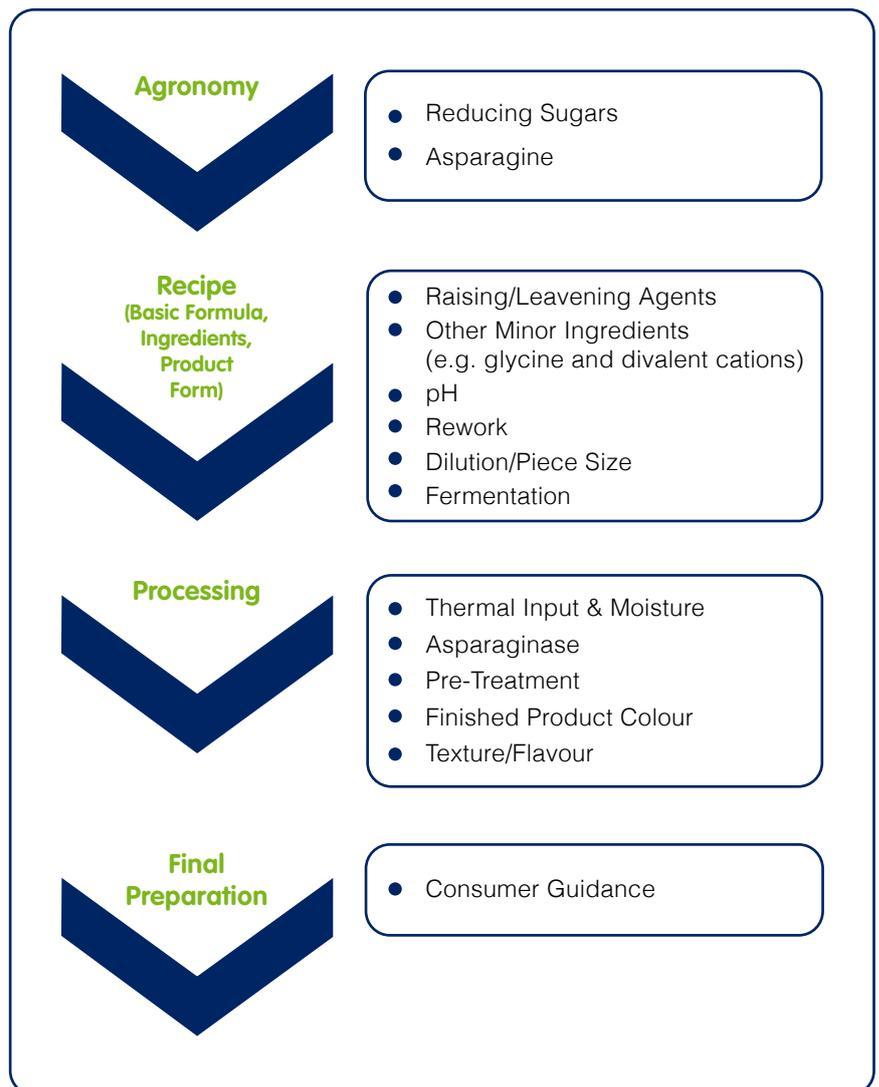 Agronomy
Reducing Sugars
Asparagine
Recipe
(Basic Formula,
Ingredients,
Product
Form)
Raising/Leavening Agents
Other Minor Ingredients
(e.g. glycine and divalent cations)
pH
Rework
Dilution/Piece Size
Fermentation
Processing
Thermal Input & Moisture
Asparaginase
Pre-Treatment
Finished Product Colour
Texture/Flavour
Final
Preparation
Consumer Guidance